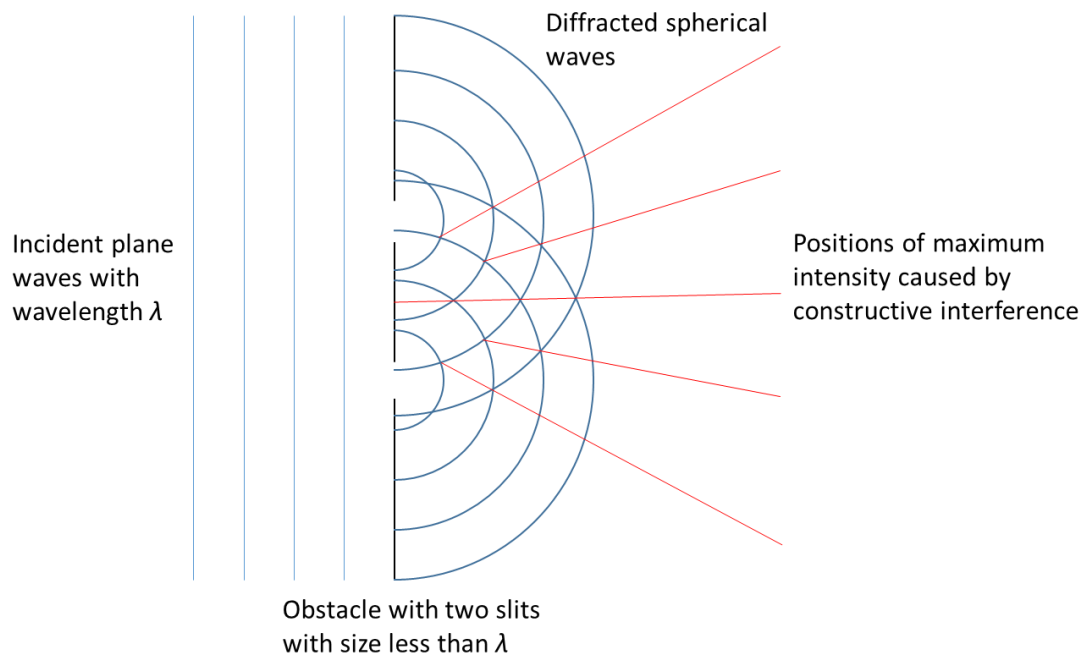 Diffracted spherical
waves
Incident plane
waves with
wavelength λ
Positions of maximum
intensity caused by
constructive interference
Obstacle with two slits
with size less than λ